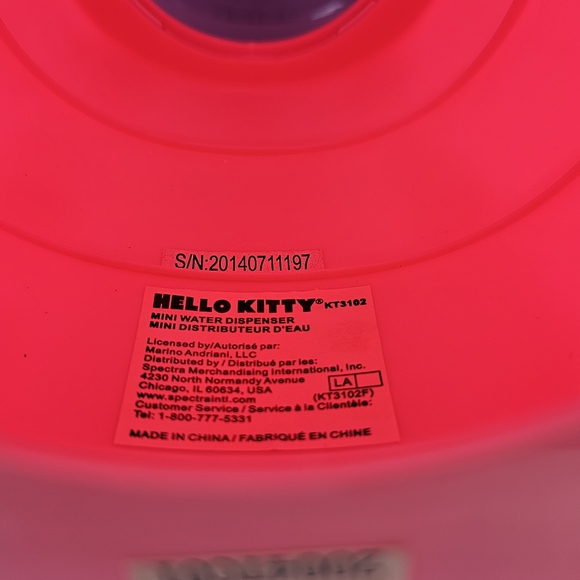 S/N:20140711197
HELLO KITTY® KT3102
MINI WATER DISPENSER
MINI DISTRIBUTEUR D'EAU
Licensed by/Autorisé par:
Marino Andriani, LLC
Distributed by / Distribué par les:
Spectra Merchandising International, Inc.
4230 North Normandy Avenue
LA
Chicago, IL 60634, USA
(KT3102F)
www.spectraintl.com
Customer Service / Service à la Clientèle:
Tel: 1-800-777-5331
MADE IN CHINA / FABRIQUÉ EN CHINE